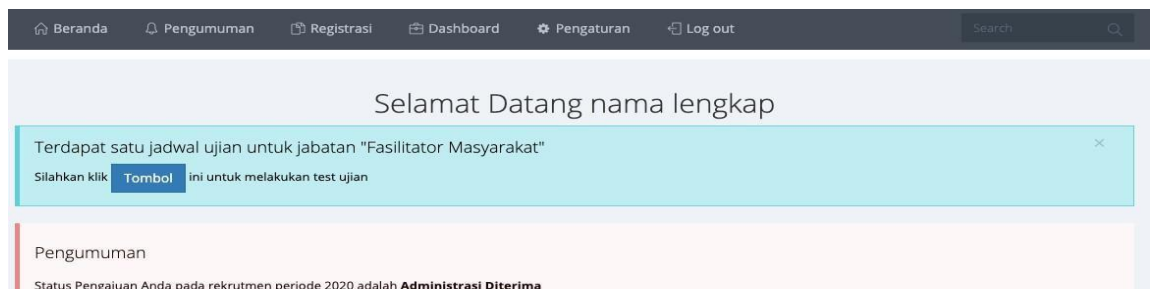 Beranda Pengumuman Registrasi Dashboard Pengaturan Log out Search
Selamat Datang nama lengkap
Terdapat satu jadwal ujian untuk jabatan "Fasilitator Masyarakat"
Silahkan klik Tombol ini untuk melakukan test ujian
Pengumuman
Status Pengajuan Anda pada rekrutmen periode 2020 adalah Administrasi Diterima